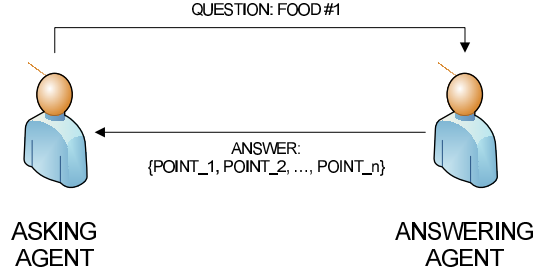 QUESTION: FOOD #1
ANSWER:
{POINT_1, POINT_2, ..., POINT_n}
ASKING
AGENT
ANSWERING
AGENT